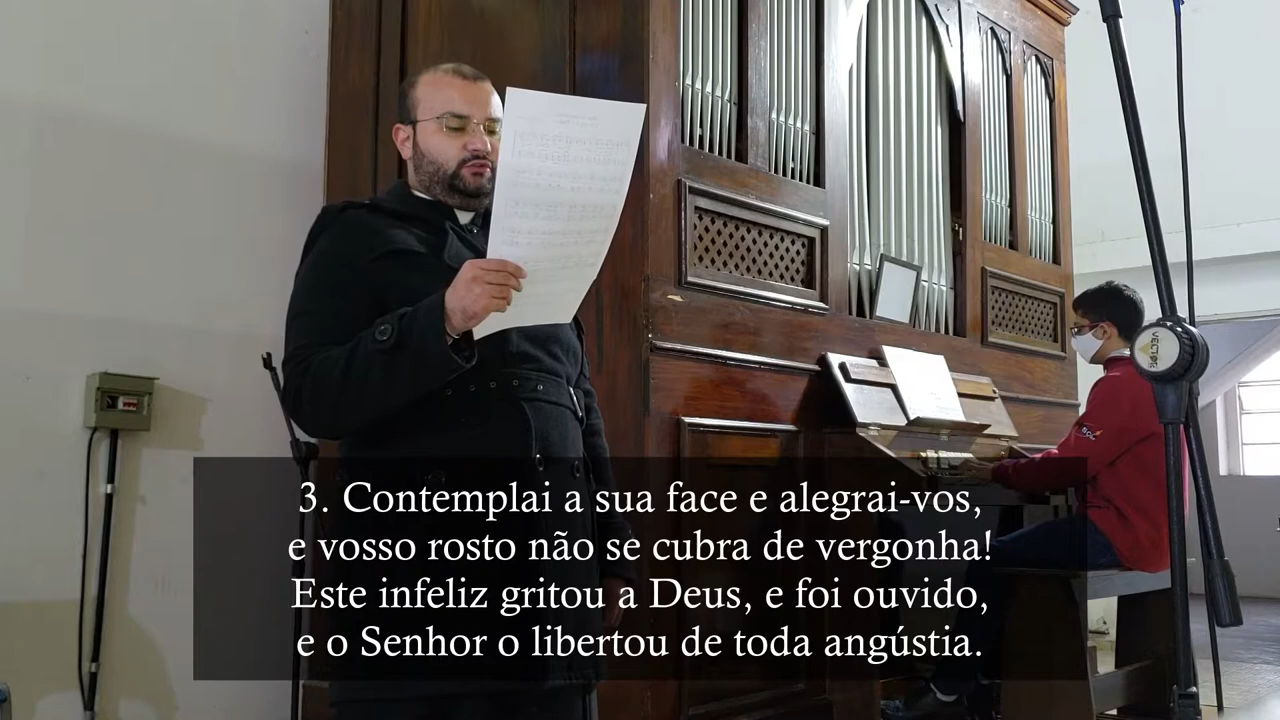 VECTOR
SOL
3. Contemplai a sua face e alegrai-vos,
e vosso rosto não se cubra de vergonha!
Este infeliz gritou a Deus, e foi ouvido,
e o Senhor o libertou de toda angústia.